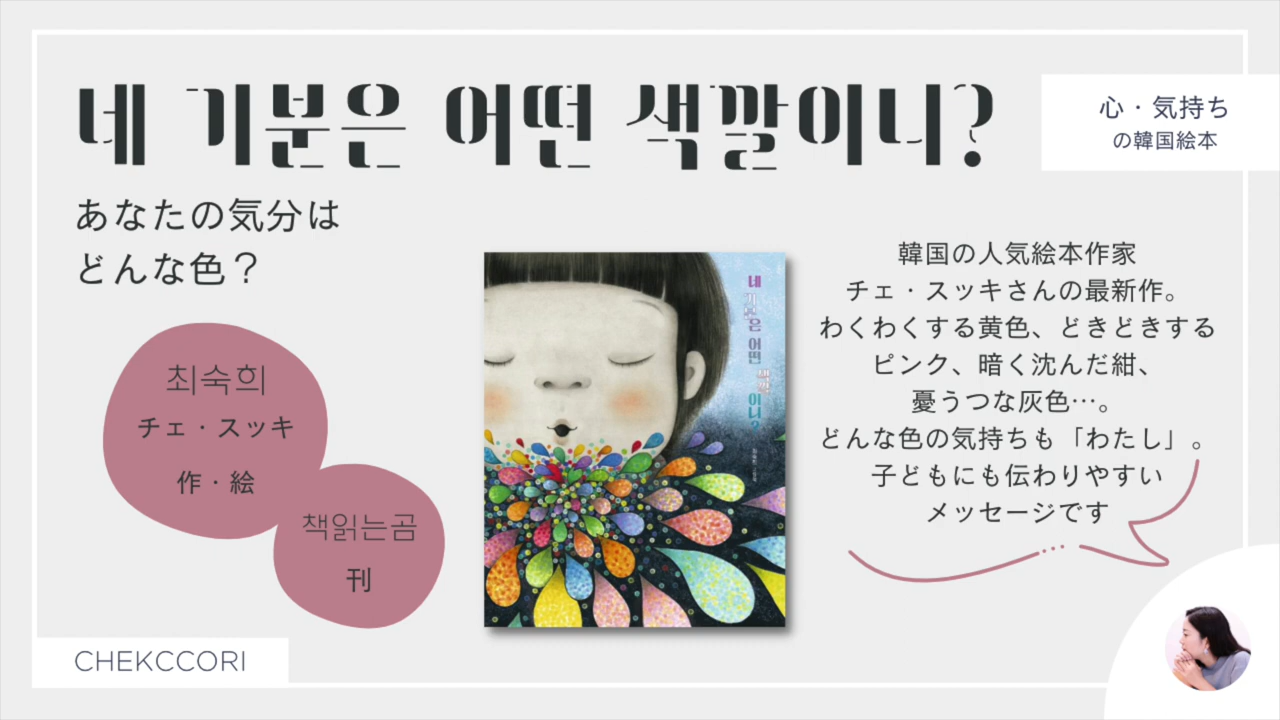 네 기분은 어떤 색깔이니?
心・気持ち
の韓国絵本
あなたの気分は
どんな色？
최숙희
チェ・スッキ
作・絵
책읽는곰
刊
네
기분은
어떤
색깔
이니?
韓国の人気絵本作家
チェ・スッキさんの最新作。
わくわくする黄色、どきどきする
ピンク、暗く沈んだ紺、
憂うつな灰色…。
どんな色の気持ちも「わたし」。
子どもにも伝わりやすい
メッセージです
CHEKCCORI